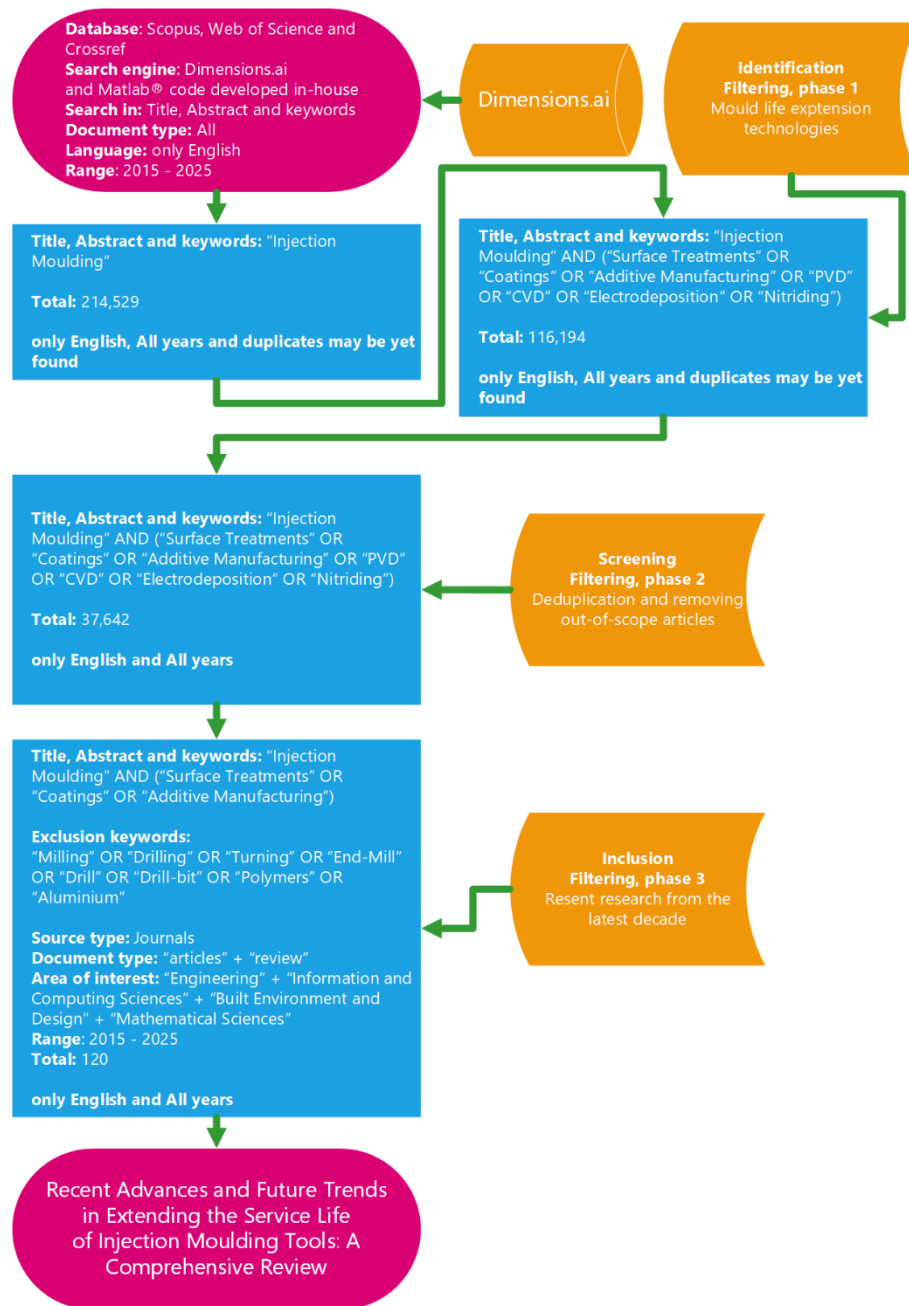 Database: Scopus, Web of Science and
Crossref
Search engine: Dimensions.ai
and Matlab® code developed in-house
Search in: Title, Abstract and keywords
Document type: All
Language: only English
Range: 2015 - 2025
Dimensions.ai
Identification
Filtering, phase 1
Mould life exptension
technologies
Title, Abstract and keywords: “Injection
Moulding”
Total: 214,529
only English, All years and duplicates may be yet
found
Title, Abstract and keywords: “Injection
Moulding” AND (“Surface Treatments” OR
“Coatings” OR “Additive Manufacturing” OR “PVD”
OR “CVD” OR “Electrodeposition” OR “Nitriding”)
Total: 116,194
only English, All years and duplicates may be yet
found
Title, Abstract and keywords: “Injection
Moulding” AND (“Surface Treatments” OR
“Coatings” OR “Additive Manufacturing” OR “PVD”
OR “CVD” OR “Electrodeposition” OR “Nitriding”)
Total: 37,642
only English and All years
Screening
Filtering, phase 2
Deduplication and removing
out-of-scope articles
Title, Abstract and keywords: “Injection
Moulding” AND (“Surface Treatments” OR
“Coatings” OR “Additive Manufacturing”)
Exclusion keywords:
“Milling” OR “Drilling” OR “Turning” OR “End-Mill”
OR “Drill” OR “Drill-bit” OR “Polymers” OR
“Aluminium”
Source type: Journals
Document type: “articles” + “review”
Area of interest: “Engineering” + “Information and
Computing Sciences” + “Built Environment and
Design” + “Mathematical Sciences”
Range: 2015 - 2025
Total: 120
only English and All years
Inclusion
Filtering, phase 3
Resent research from the
latest decade
Recent Advances and Future Trends
in Extending the Service Life
of Injection Moulding Tools: A
Comprehensive Review